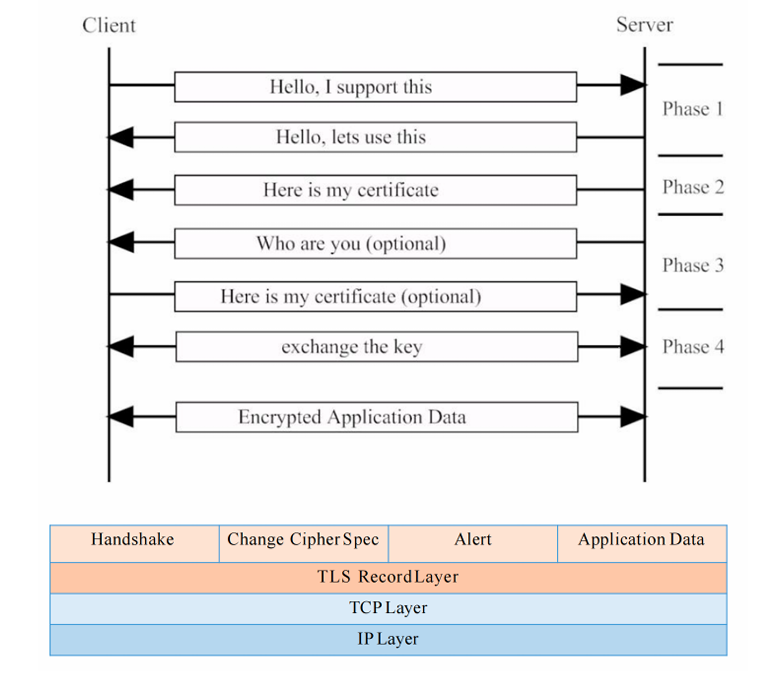 Client
Server
Hello, I support this
Phase 1
Hello, lets use this
Here is my certificate
Phase 2
Who are you (optional)
Phase 3
Here is my certificate (optional)
exchange the key
Phase 4
Encrypted Application Data
Handshake
Change Cipher Spec
Alert
Application Data
TLS Record Layer
TCP Layer
IP Layer